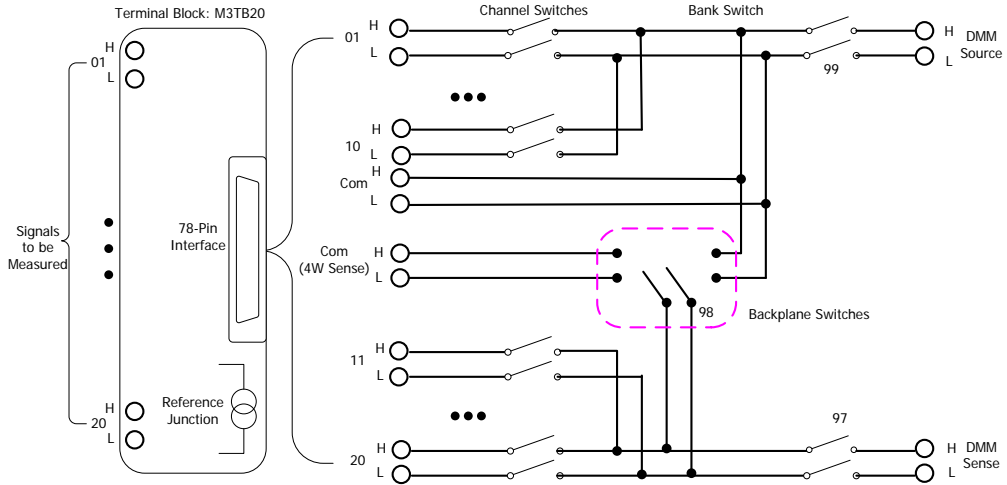 Terminal Block: M3TB20
H
01
L
Signals
to be
Measured
78-Pin
Interface
Reference
Junction
H
20
L
Channel Switches
Bank Switch
01
H
L
H
L
DMM
Source
99
H
10
L
H
Com
L
Com
(4W Sense)
H
L
98
Backplane Switches
11
H
L
97
20
H
L
H
L
DMM
Sense